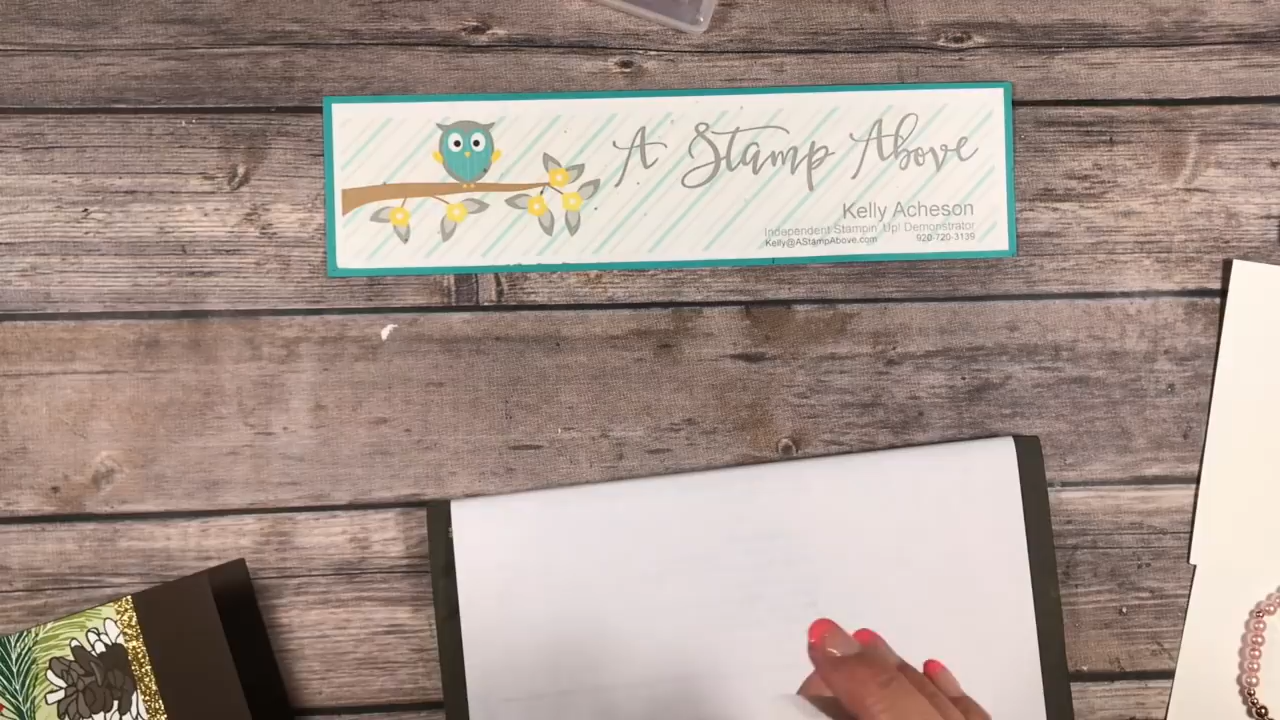 A Stamp Above
Kelly Acheson
Independent Stampin' Up! Demonstrator
Kelly@AStampAbove.com 920-720-3139